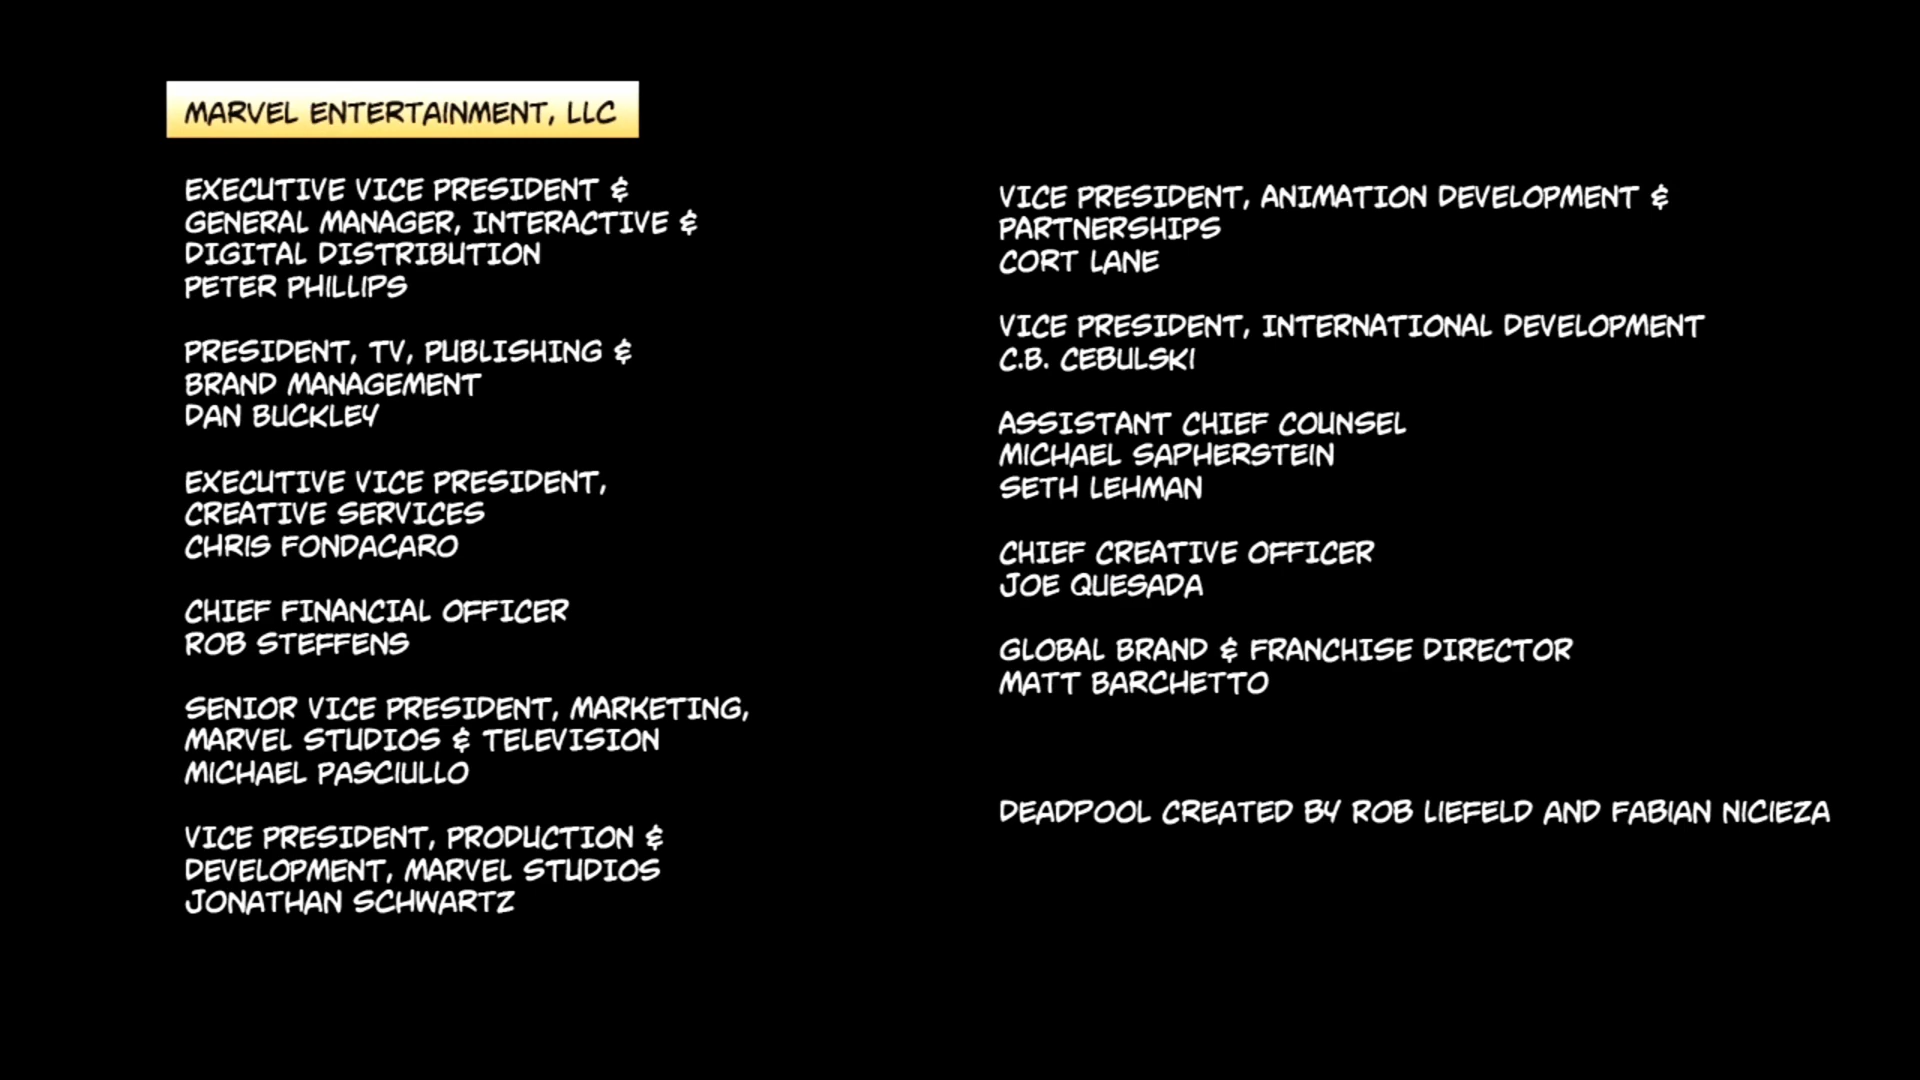 MARVEL ENTERTAINMENT, LLC
EXECUTIVE VICE PRESIDENT &
GENERAL MANAGER, INTERACTIVE &
DIGITAL DISTRIBUTION
PETER PHILLIPS
PRESIDENT, TV, PUBLISHING &
BRAND MANAGEMENT
DAN BUCKLEY
EXECUTIVE VICE PRESIDENT,
CREATIVE SERVICES
CHRIS FONDACARO
CHIEF FINANCIAL OFFICER
ROB STEFFENS
SENIOR VICE PRESIDENT, MARKETING,
MARVEL STUDIOS & TELEVISION
MICHAEL PASCIULLO
VICE PRESIDENT, PRODUCTION &
DEVELOPMENT, MARVEL STUDIOS
JONATHAN SCHWARTZ
VICE PRESIDENT, ANIMATION DEVELOPMENT &
PARTNERSHIPS
CORT LANE
VICE PRESIDENT, INTERNATIONAL DEVELOPMENT
C.B. CEBULSKI
ASSISTANT CHIEF COUNSEL
MICHAEL SAPHERSTEIN
SETH LEHMAN
CHIEF CREATIVE OFFICER
JOE QUESADA
GLOBAL BRAND & FRANCHISE DIRECTOR
MATT BARCHETTO
DEADPOOL CREATED BY ROB LIEFELD AND FABIAN NICIEZA